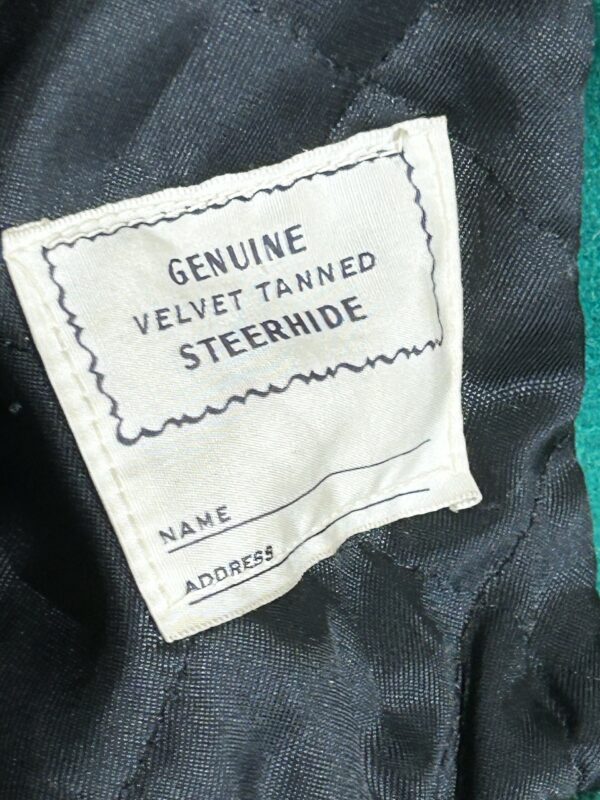 GENUINE
VELVET TANNED
STEERHIDE
NAME
ADDRESS